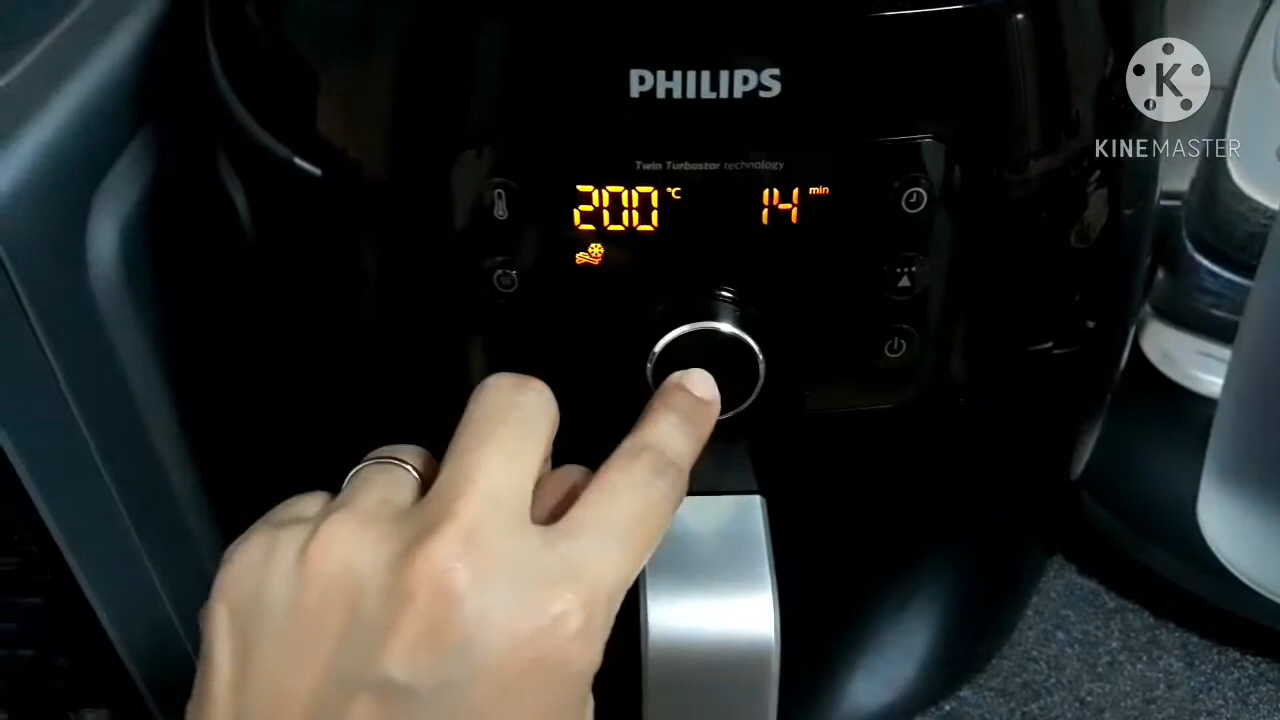 PHILIPS
Twin Turbostar technology
200 °C 14 min
K
KINEMASTER